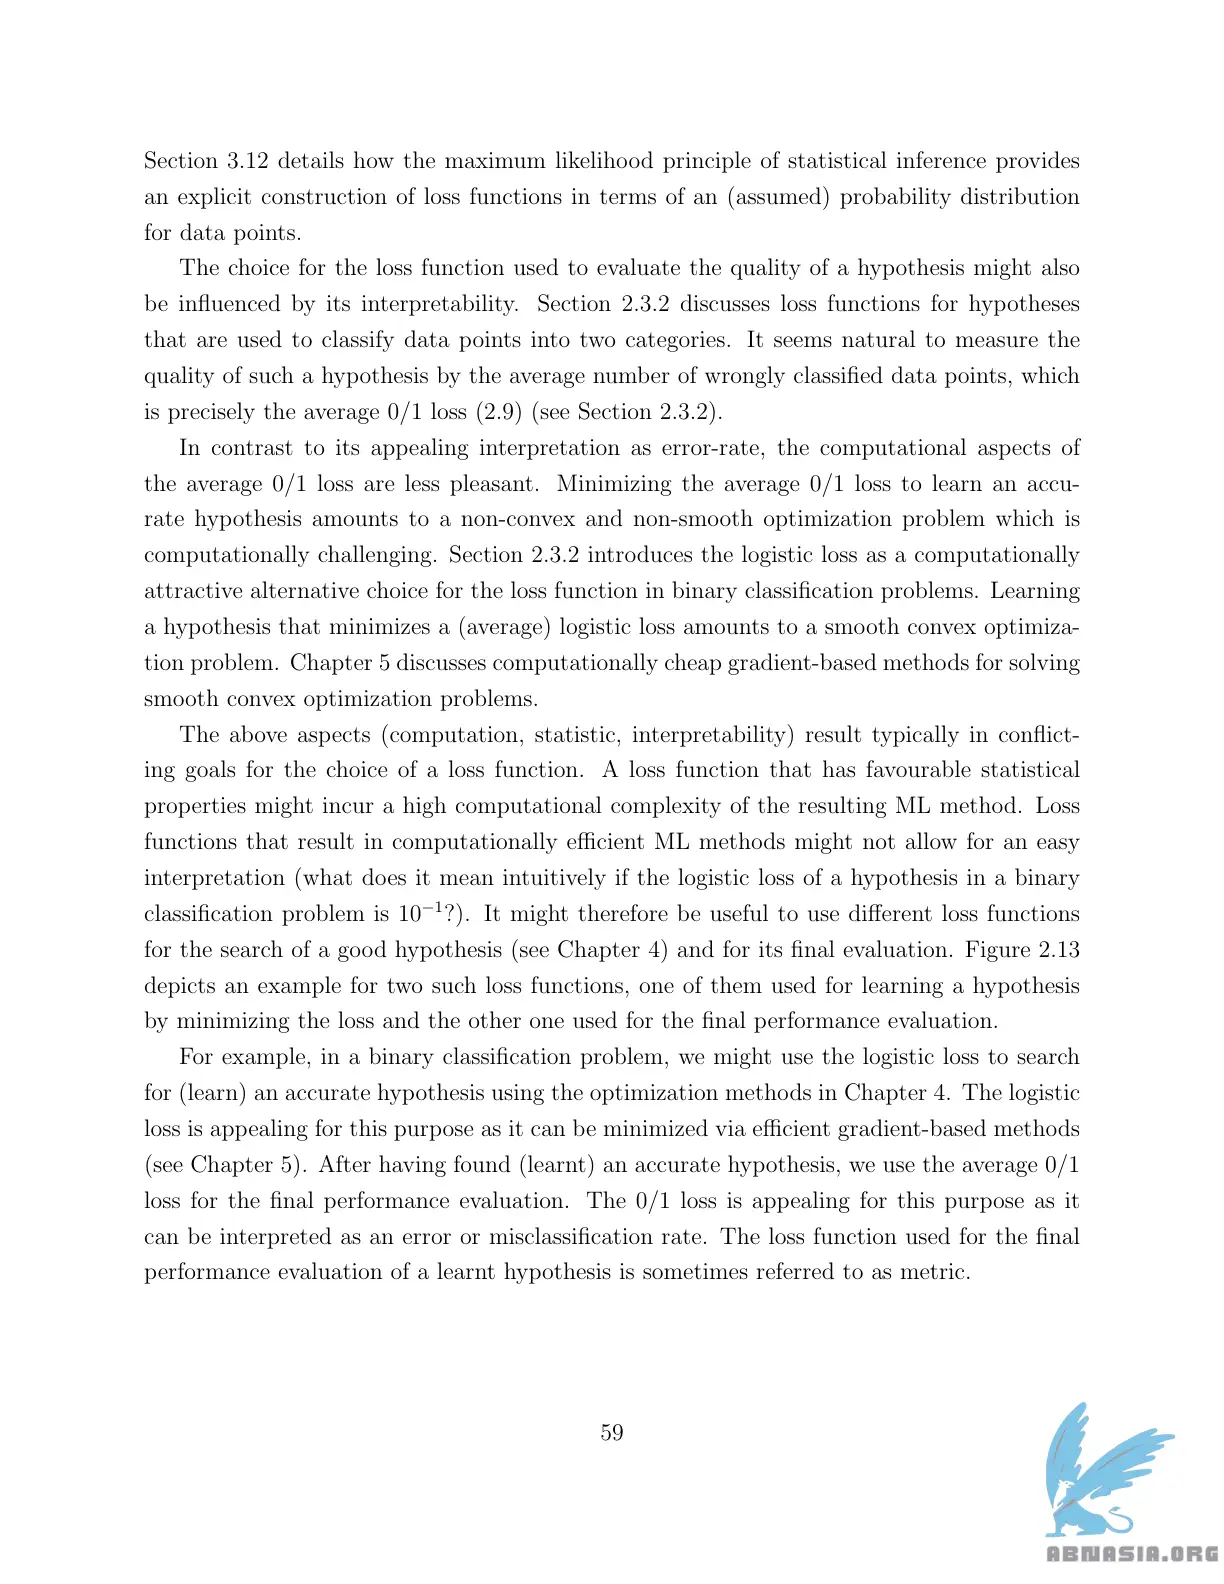 Section 3.12 details how the maximum likelihood principle of statistical inference provides
an explicit construction of loss functions in terms of an (assumed) probability distribution
for data points.
The choice for the loss function used to evaluate the quality of a hypothesis might also
be influenced by its interpretability. Section 2.3.2 discusses loss functions for hypotheses
that are used to classify data points into two categories. It seems natural to measure the
quality of such a hypothesis by the average number of wrongly classified data points, which
is precisely the average 0/1 loss (2.9) (see Section 2.3.2).
In contrast to its appealing interpretation as error-rate, the computational aspects of
the average 0/1 loss are less pleasant. Minimizing the average 0/1 loss to learn an accu-
rate hypothesis amounts to a non-convex and non-smooth optimization problem which is
computationally challenging. Section 2.3.2 introduces the logistic loss as a computationally
attractive alternative choice for the loss function in binary classification problems. Learning
a hypothesis that minimizes a (average) logistic loss amounts to a smooth convex optimiza-
tion problem. Chapter 5 discusses computationally cheap gradient-based methods for solving
smooth convex optimization problems.
The above aspects (computation, statistic, interpretability) result typically in conflict-
ing goals for the choice of a loss function. A loss function that has favourable statistical
properties might incur a high computational complexity of the resulting ML method. Loss
functions that result in computationally efficient ML methods might not allow for an easy
interpretation (what does it mean intuitively if the logistic loss of a hypothesis in a binary
classification problem is 10⁻¹?). It might therefore be useful to use different loss functions
for the search of a good hypothesis (see Chapter 4) and for its final evaluation. Figure 2.13
depicts an example for two such loss functions, one of them used for learning a hypothesis
by minimizing the loss and the other one used for the final performance evaluation.
For example, in a binary classification problem, we might use the logistic loss to search
for (learn) an accurate hypothesis using the optimization methods in Chapter 4. The logistic
loss is appealing for this purpose as it can be minimized via efficient gradient-based methods
(see Chapter 5). After having found (learnt) an accurate hypothesis, we use the average 0/1
loss for the final performance evaluation. The 0/1 loss is appealing for this purpose as it
can be interpreted as an error or misclassification rate. The loss function used for the final
performance evaluation of a learnt hypothesis is sometimes referred to as metric.
59
ABNASIA.ORG